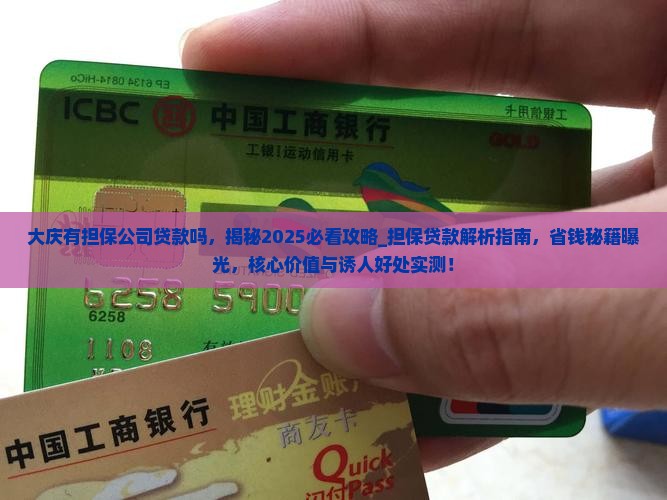 EP 6134 0814-HiCo
ICBC 中国工商银行
工银信用卡
GOLD
工银!运动信用卡
大庆有担保公司贷款吗，揭秘2025必看攻略_担保贷款解析指南，省钱秘籍曝
光，核心价值与诱人好处实测！
6258 5900
6258
1108
中国工商银行
理财金账户
商友卡
Quick
闪付Pass